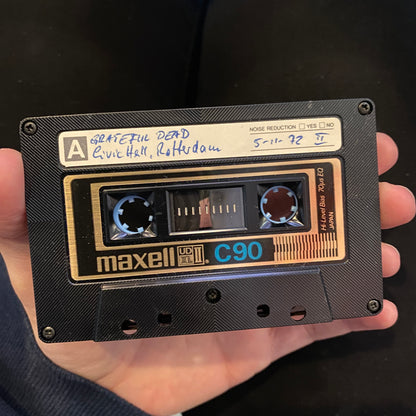 A
GRATEFUL DEAD
Civic Hall, Rotterdam
NOISE REDUCTION □ YES □ NO
5-11-72 II
maxell UD XL II C90
Hi-Level Bias 70μs EQ
JAPAN